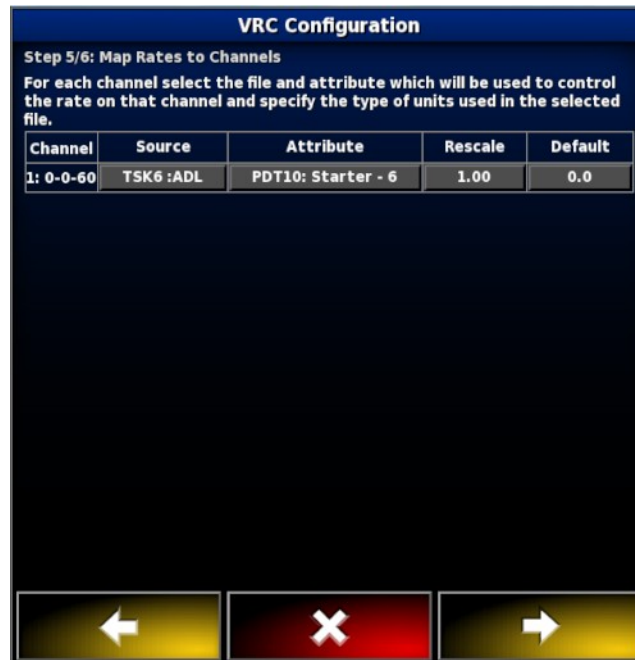 VRC Configuration
Step 5/6: Map Rates to Channels
For each channel select the file and attribute which will be used to control
the rate on that channel and specify the type of units used in the selected
file.
Channel Source Attribute Rescale Default
1: 0-0-60 TSK6 :ADL PDT10: Starter - 6 1.00 0.0